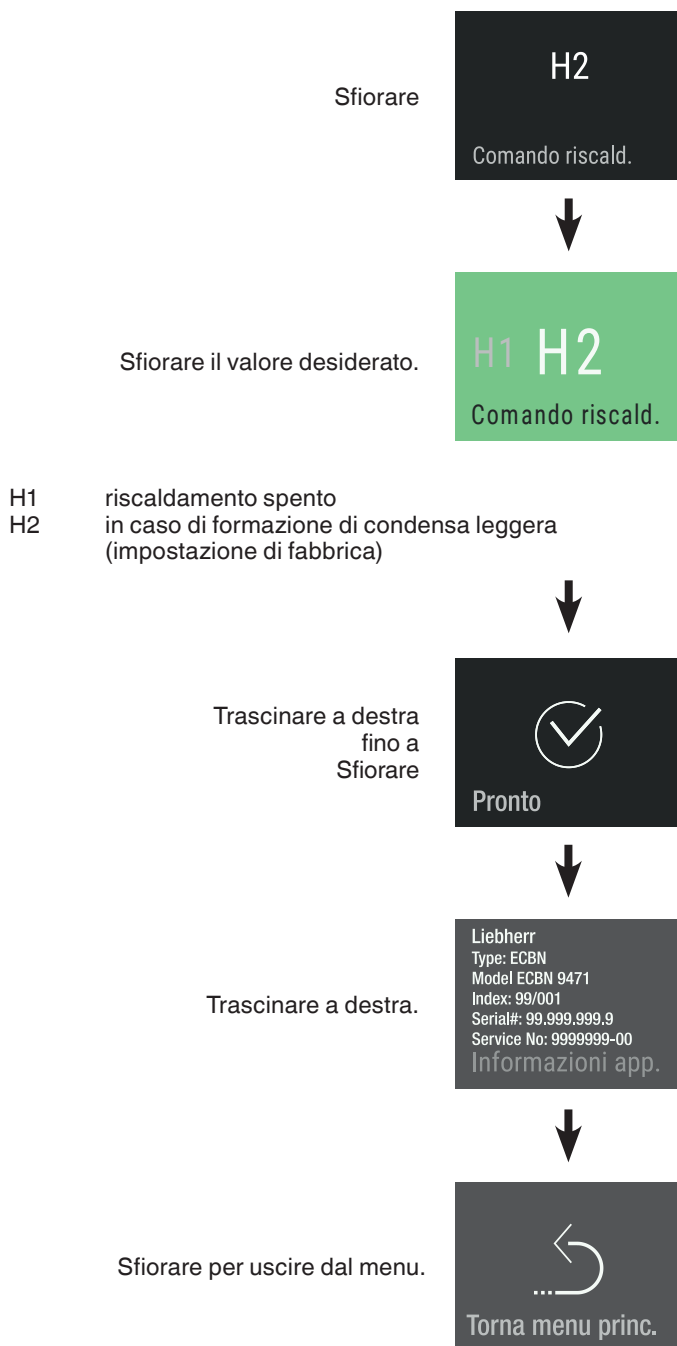 H2
Sfiorare
Comando riscald.
H1 H2
Sfiorare il valore desiderato.
Comando riscald.
H1 riscaldamento spento
H2 in caso di formazione di condensa leggera
(impostazione di fabbrica)
Trascinare a destra
fino a
Sfiorare
Pronto
Liebherr
Type: ECBN
Model ECBN 9471
Index: 99/001
Serial#: 99.999.999.9
Service No: 9999999-00
Informazioni app.
Trascinare a destra.
Sfiorare per uscire dal menu.
Torna menu princ.